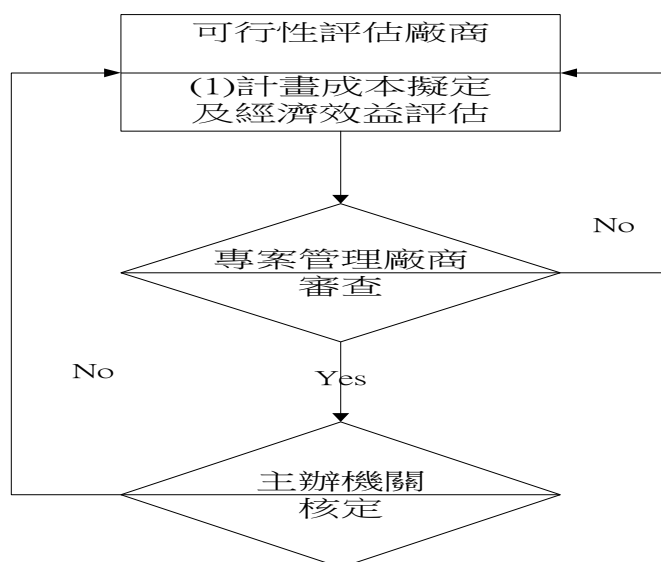 可行性評估廠商
(1)計畫成本擬定
及經濟效益評估
No
專案管理廠商
審查
No
Yes
主辦機關
核定